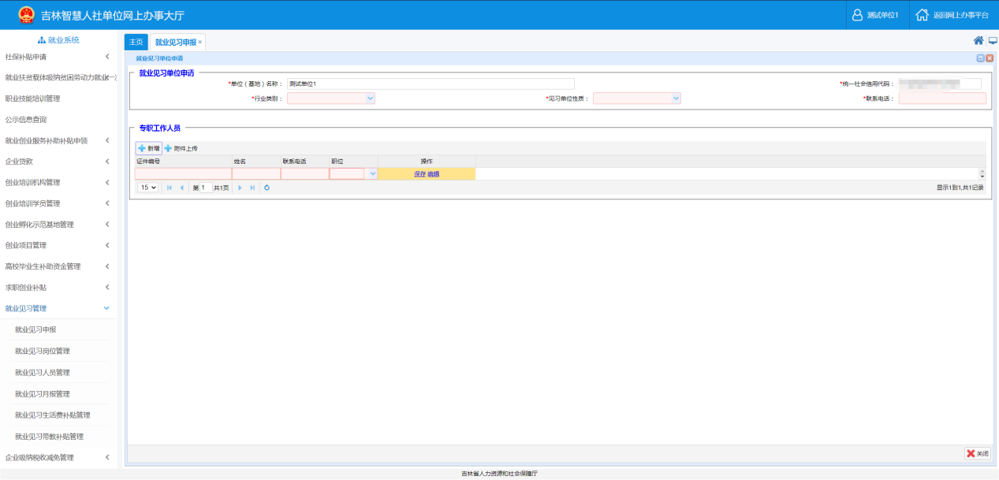 吉林智慧人社单位网上办事大厅
测试单位1
返回网上办事平台
就业系统
社保补贴申请
就业扶贫载体吸纳贫困劳动力就业一次
职业技能培训管理
公示信息查询
就业创业服务补助补贴申领
企业贷款
创业培训机构管理
创业培训学员管理
创业孵化示范基地管理
创业项目管理
高校毕业生补助资金管理
求职创业补贴
就业见习管理
就业见习申报
就业见习岗位管理
就业见习人员管理
就业见习月报管理
就业见习生活费补贴管理
就业见习带教补贴管理
企业吸纳税收减免管理
主页 就业见习申报×
就业见习单位申请
就业见习单位申请
*单位（基地）名称： 测试单位1 *统一社会信用代码：
*行业类别： *见习单位性质： *联系电话：
专职工作人员
新增 附件上传
证件编号 姓名 联系电话 职位 操作
保存 编辑
15 第 1 共1页 显示1到1,共1记录
关闭
吉林省人力资源和社会保障厅